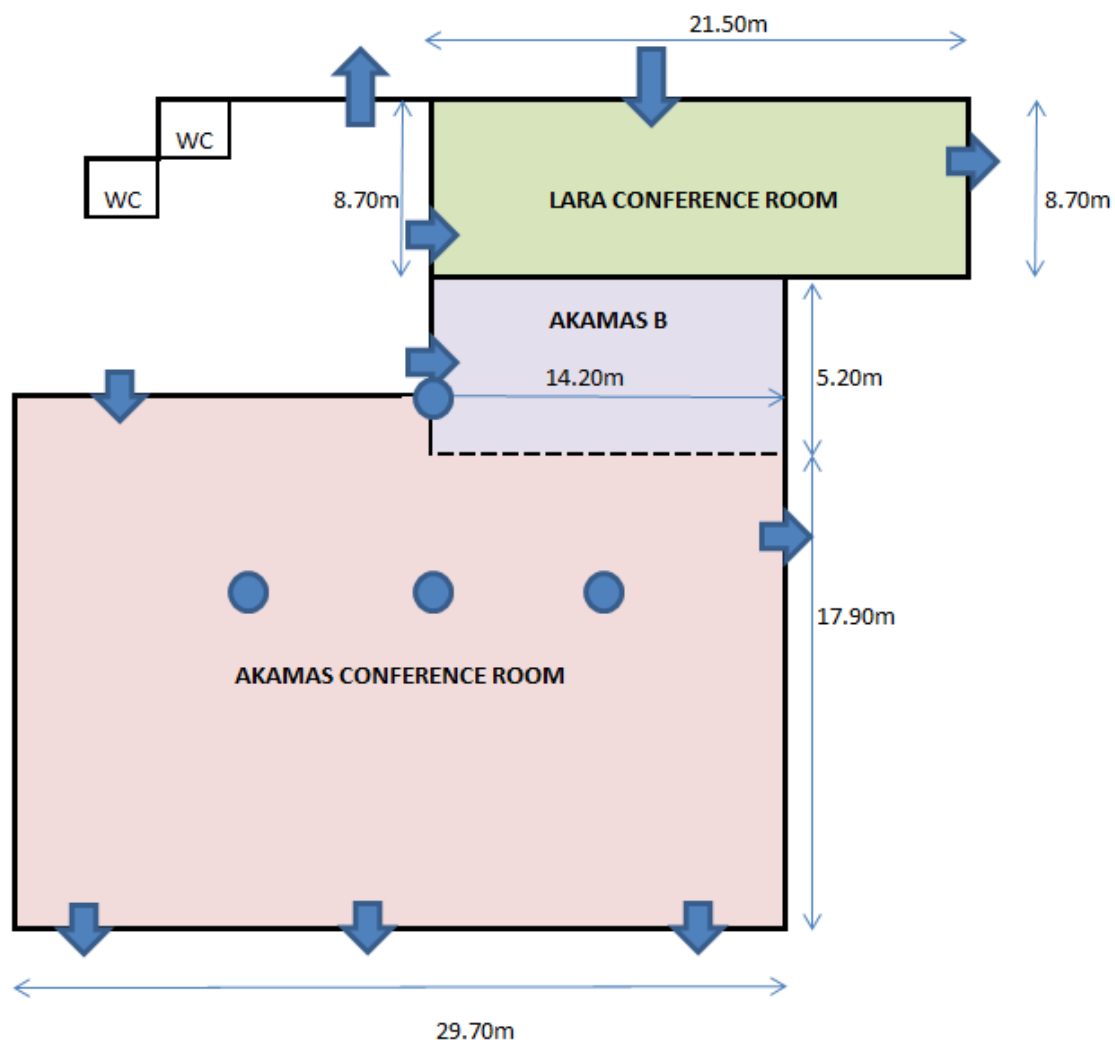 21.50m
WC
WC
8.70m
LARA CONFERENCE ROOM
8.70m
AKAMAS B
14.20m
5.20m
17.90m
AKAMAS CONFERENCE ROOM
29.70m